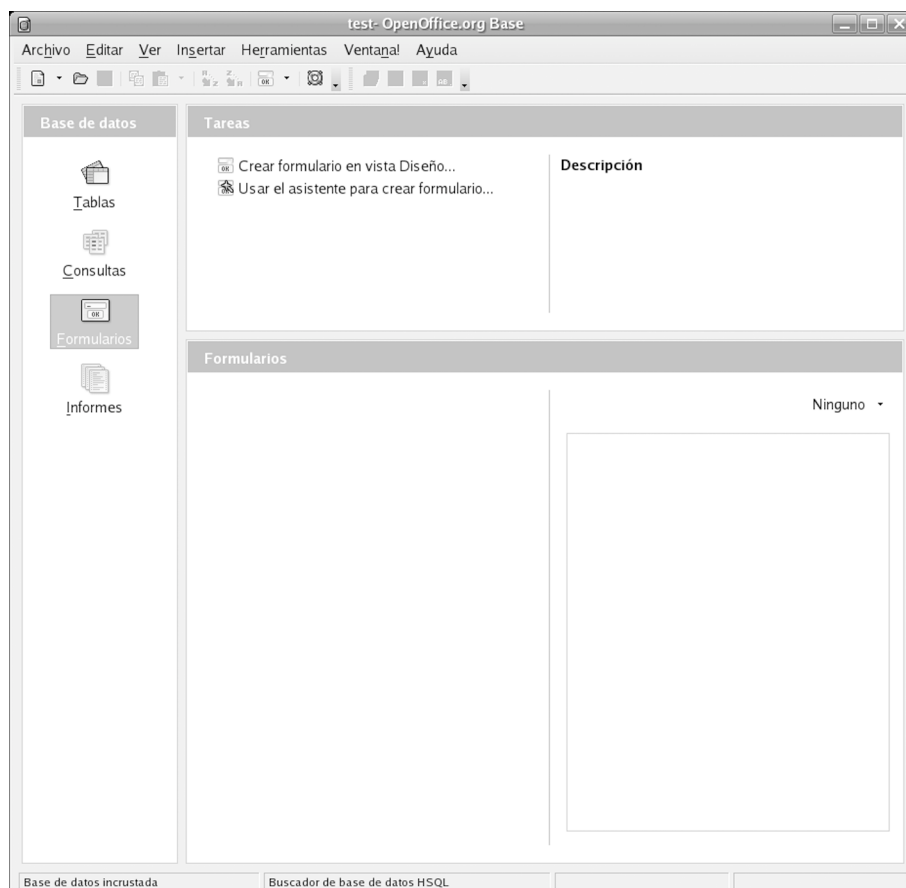 test- OpenOffice.org Base
Archivo Editar Ver Insertar Herramientas Ventana! Ayuda
Base de datos
Tareas
Crear formulario en vista Diseño...
Usar el asistente para crear formulario...
Descripción
Tablas
Consultas
Formularios
Informes
Formularios
Ninguno
Base de datos incrustada
Buscador de base de datos HSQL